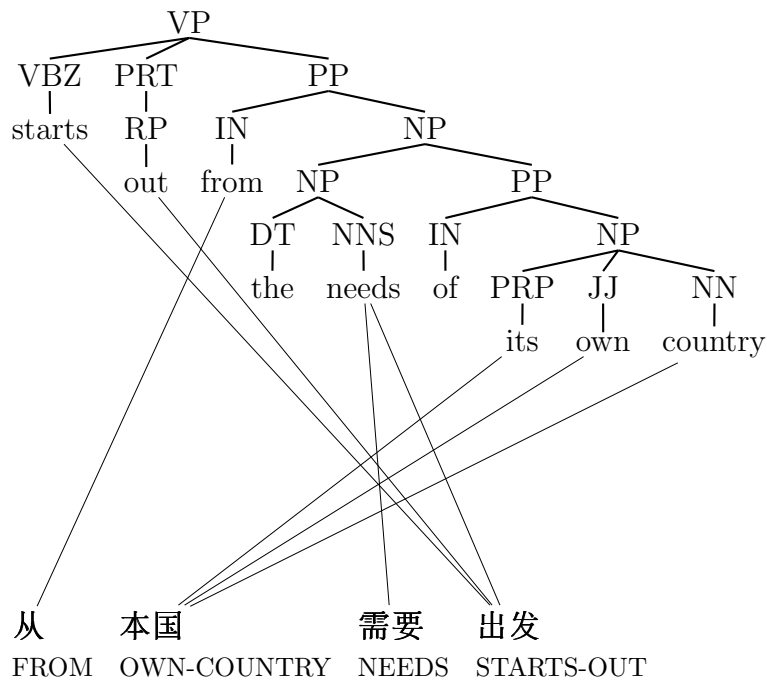 VP
VBZ PRT PP
starts RP IN NP
out from NP PP
DT NNS IN NP
the needs of PRP JJ NN
its own country
从 本国 需要 出发
FROM OWN-COUNTRY NEEDS STARTS-OUT